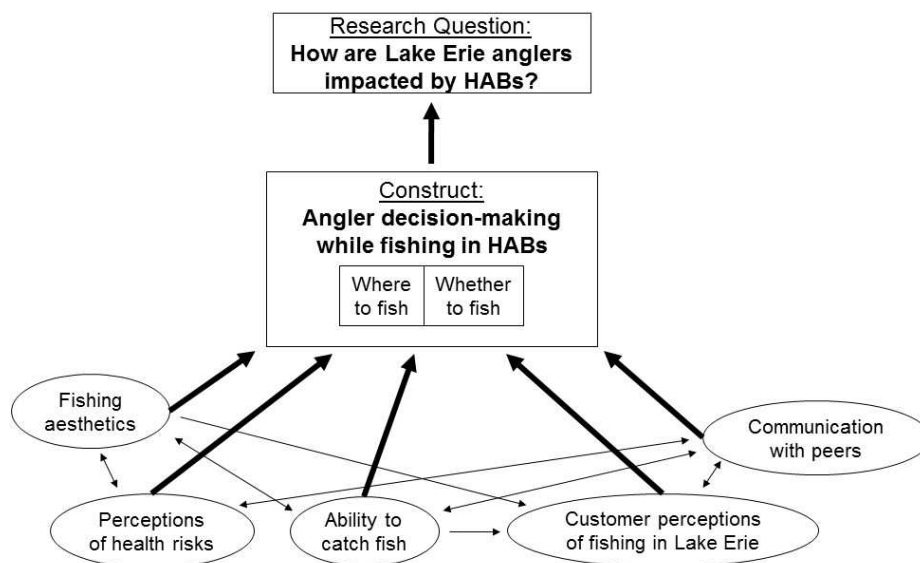 Research Question:
How are Lake Erie anglers
impacted by HABs?
Construct:
Angler decision-making
while fishing in HABs
Where
to fish
Whether
to fish
Fishing
aesthetics
Communication
with peers
Perceptions
of health risks
Ability to
catch fish
Customer perceptions
of fishing in Lake Erie